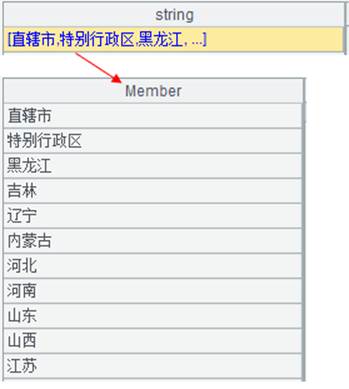 string
[直辖市,特别行政区,黑龙江, ...]
Member
直辖市
特别行政区
黑龙江
吉林
辽宁
内蒙古
河北
河南
山东
山西
江苏